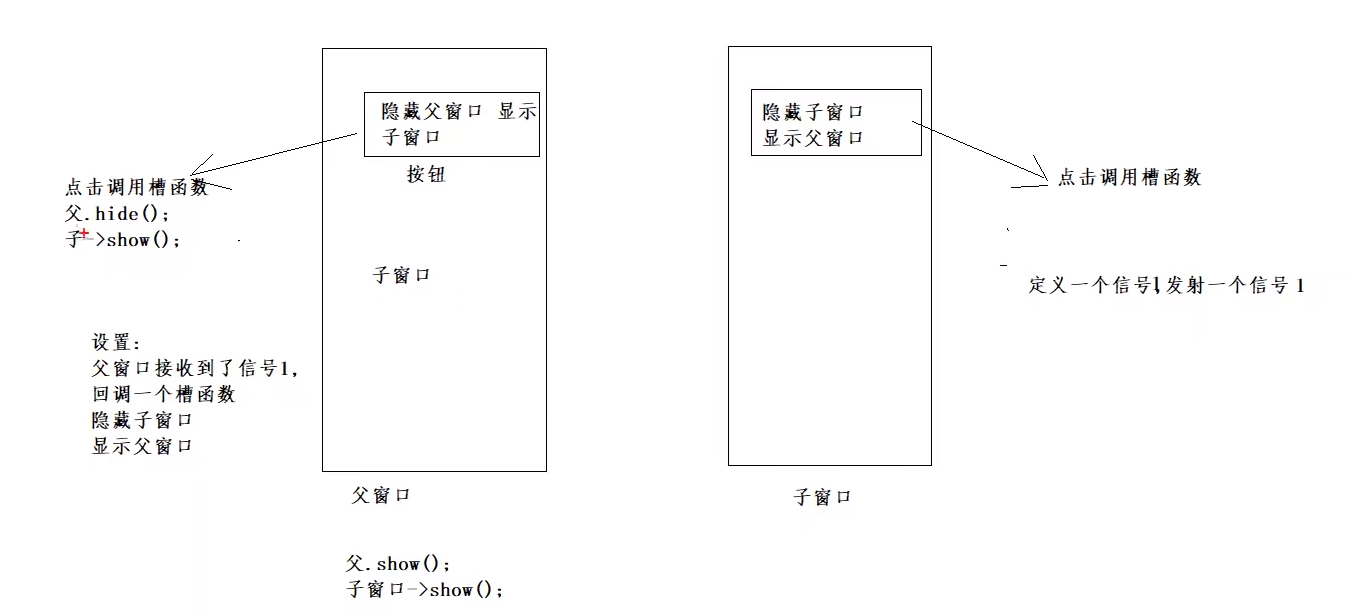 隐藏父窗口 显示
子窗口
按钮
点击调用槽函数
父.hide();
子->show();
子窗口
设置:
父窗口接收到了信号1,
回调一个槽函数
隐藏子窗口
显示父窗口
父窗口
父.show();
子窗口->show();
隐藏子窗口
显示父窗口
点击调用槽函数
定义一个信号1,发射一个信号 1
子窗口